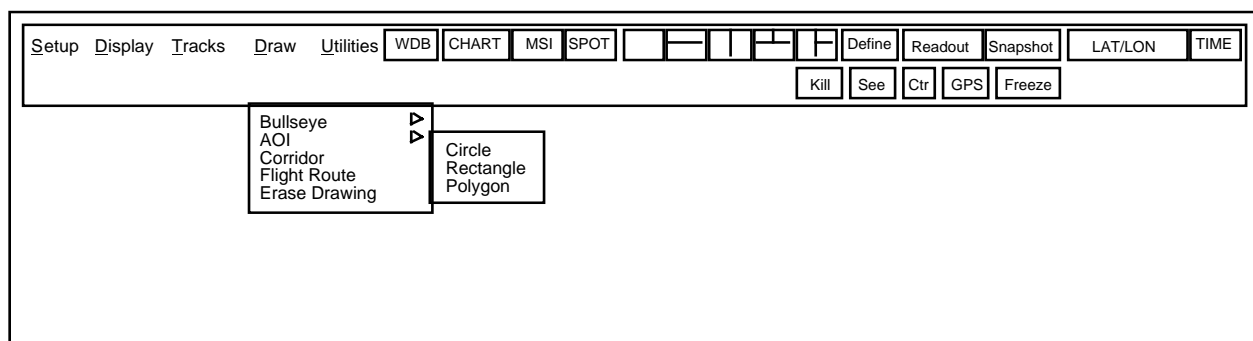 Setup Display Tracks Draw Utilities WDB CHART MSI SPOT Define Readout Snapshot LAT/LON TIME
Kill See Ctr GPS Freeze
Bullseye
AOI
Corridor
Flight Route
Erase Drawing
Circle
Rectangle
Polygon